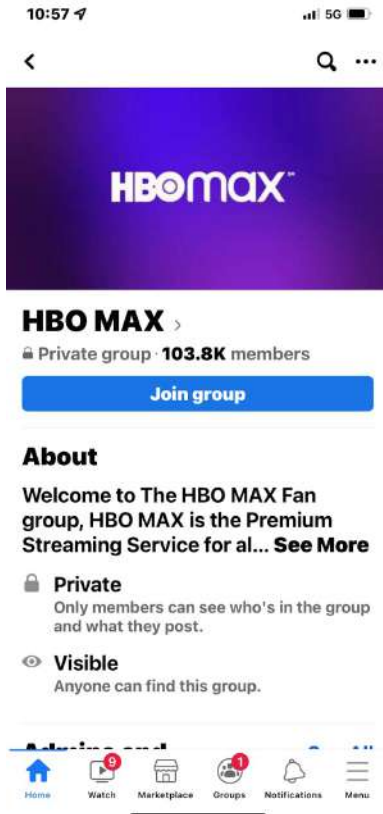 10:57 5G
HBOmax
HBO MAX
Private group · 103.8K members
Join group
About
Welcome to The HBO MAX Fan
group, HBO MAX is the Premium
Streaming Service for al... See More
Private
Only members can see who's in the group
and what they post.
Visible
Anyone can find this group.
9 1
Home Watch Marketplace Groups Notifications Menu